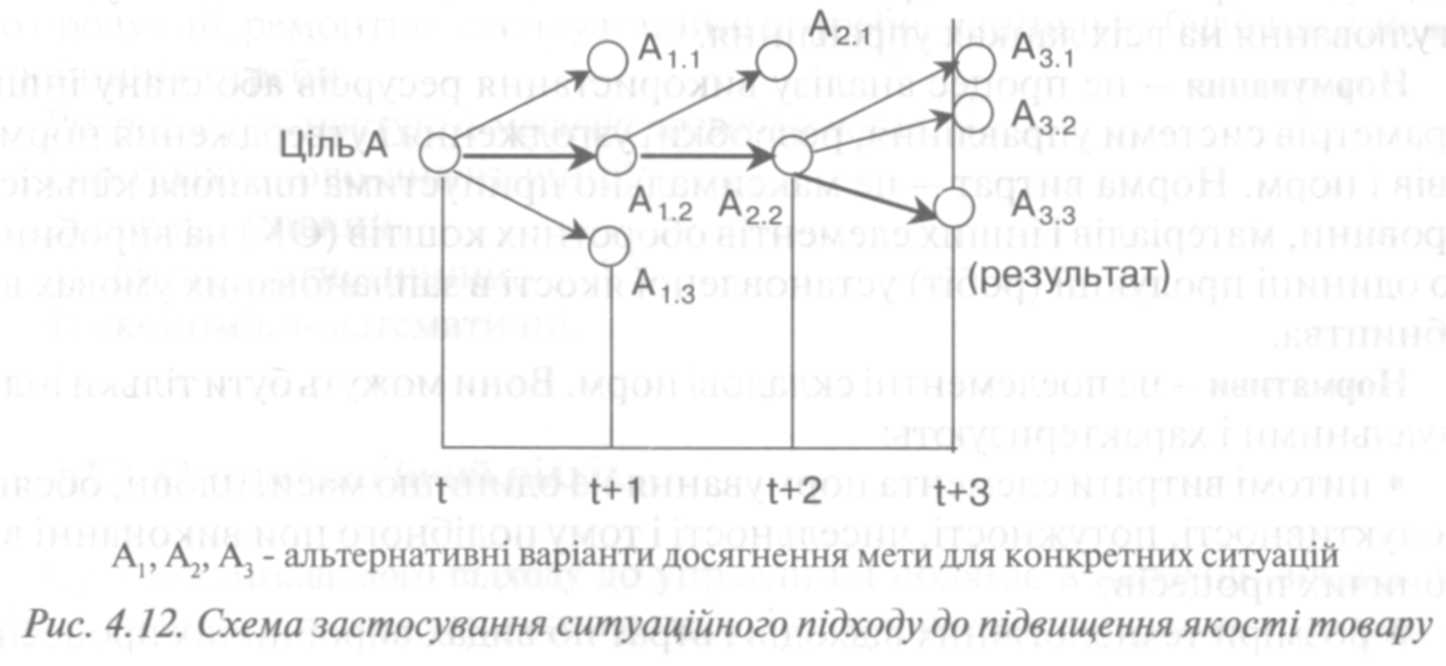 A2.1
A1.1
A3.1
A3.2
Ціль A
A1.2
A2.2
A3.3
A1.3
(результат)
t
t+1
t+2
t+3
A1, A2, A3 - альтернативні варіанти досягнення мети для конкретних ситуацій
Рис. 4.12. Схема застосування ситуаційного підходу до підвищення якості товару